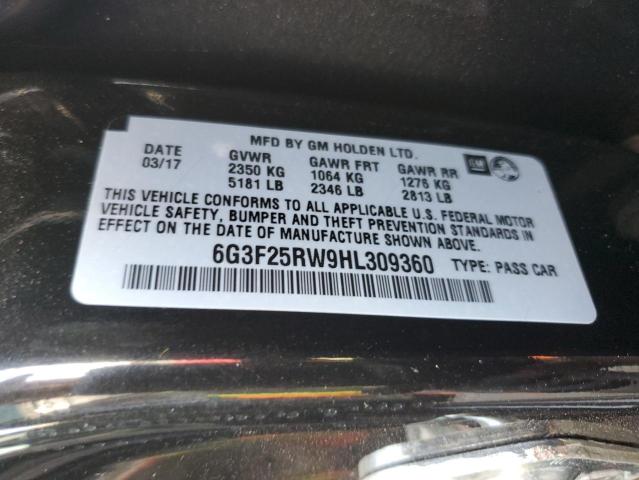 MFD BY GM HOLDEN LTD.
DATE GVWR GAWR FRT GAWR RR GM
03/17 2350 KG 1064 KG 1276 KG
5181 LB 2346 LB 2813 LB
THIS VEHICLE CONFORMS TO ALL APPLICABLE U.S. FEDERAL MOTOR
VEHICLE SAFETY, BUMPER AND THEFT PREVENTION STANDARDS IN
EFFECT ON THE DATE OF MANUFACTURE SHOWN ABOVE.
6G3F25RW9HL309360 TYPE: PASS CAR